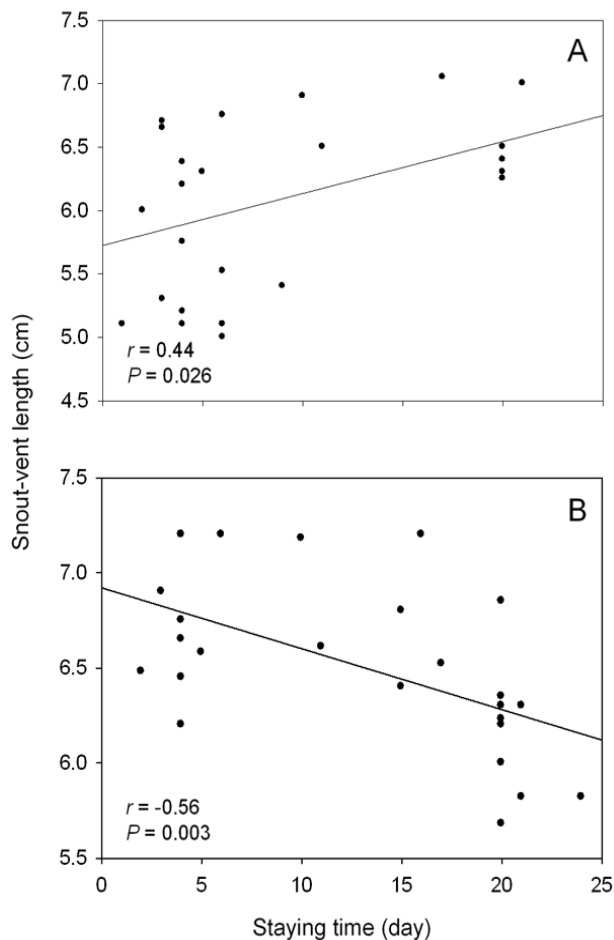 7.5
A
7.0
6.5
6.0
5.5
5.0
4.5
r = 0.44
P = 0.026
Snout-vent length (cm)
7.5
B
7.0
6.5
6.0
5.5
r = -0.56
P = 0.003
0 5 10 15 20 25
Staying time (day)